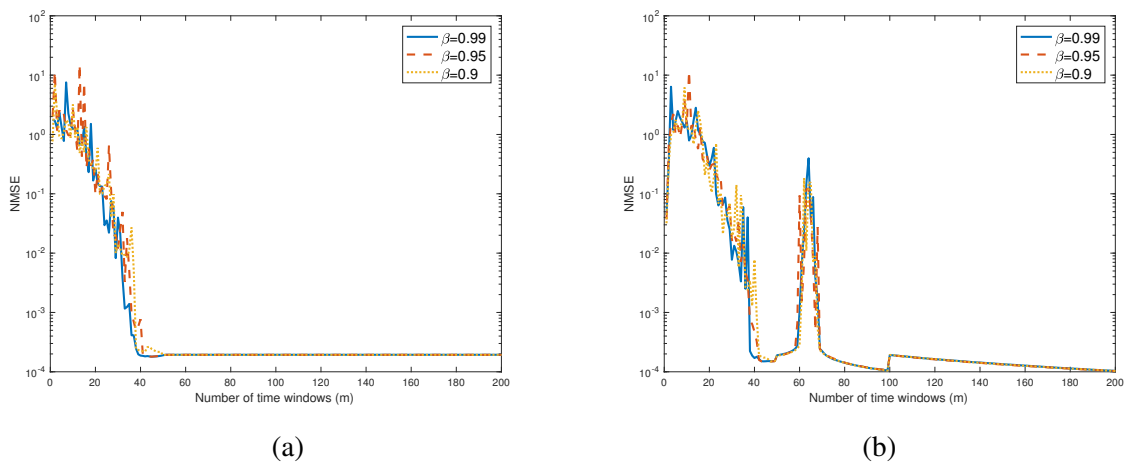 10^2
10^1
10^0
10^-1
10^-2
10^-3
10^-4
NMSE
0 20 40 60 80 100 120 140 160 180 200
Number of time windows (m)
β=0.99
β=0.95
β=0.9
(a)
10^2
10^1
10^0
10^-1
10^-2
10^-3
10^-4
NMSE
0 20 40 60 80 100 120 140 160 180 200
Number of time windows (m)
β=0.99
β=0.95
β=0.9
(b)